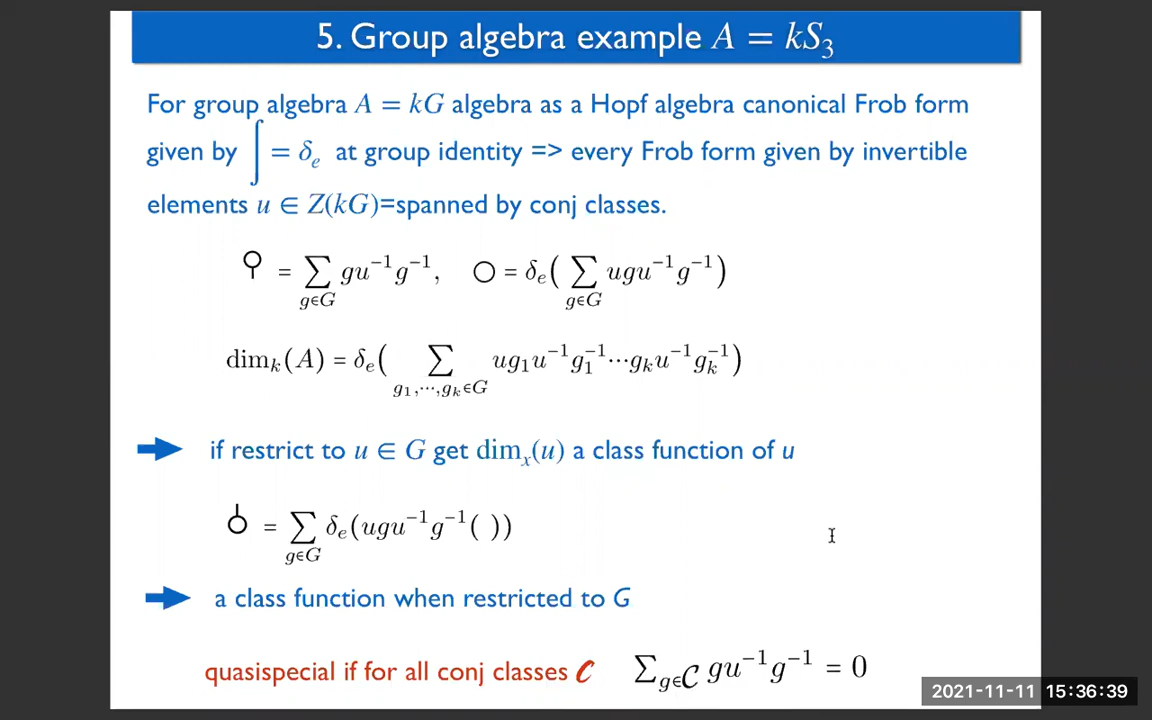 5. Group algebra example A = kS₃
For group algebra A = kG algebra as a Hopf algebra canonical Frob form
given by ∫ = δₑ at group identity => every Frob form given by invertible
elements u ∈ Z(kG)=spanned by conj classes.
= ∑_{g∈G} gu⁻¹g⁻¹, ○ = δₑ( ∑_{g∈G} ugu⁻¹g⁻¹)
dimₖ(A) = δₑ( ∑_{g₁,⋯,gₖ∈G} ug₁u⁻¹g₁⁻¹⋯gₖu⁻¹gₖ⁻¹)
if restrict to u ∈ G get dimₓ(u) a class function of u
= ∑_{g∈G} δₑ(ugu⁻¹g⁻¹( ))
a class function when restricted to G
quasispecial if for all conj classes 𝒞 ∑_{g∈𝒞} gu⁻¹g⁻¹ = 0
2021-11-11 15:36:39